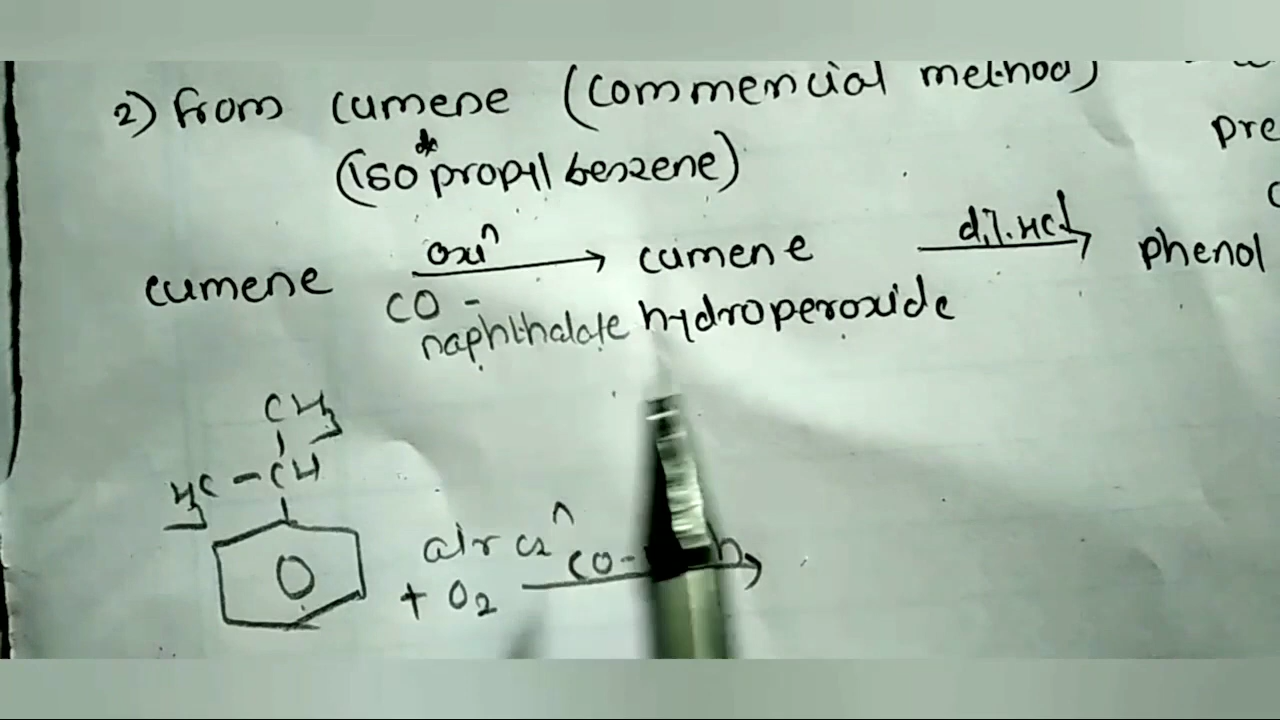 2) From cumene (commercial method)
(Iso propyl benzene)
pre
cumene oxiⁿ → cumene dil. HCl → phenol
CO - naphthalate hydroperoxide
CH3
H3C - CH
air
+ O2 CO-